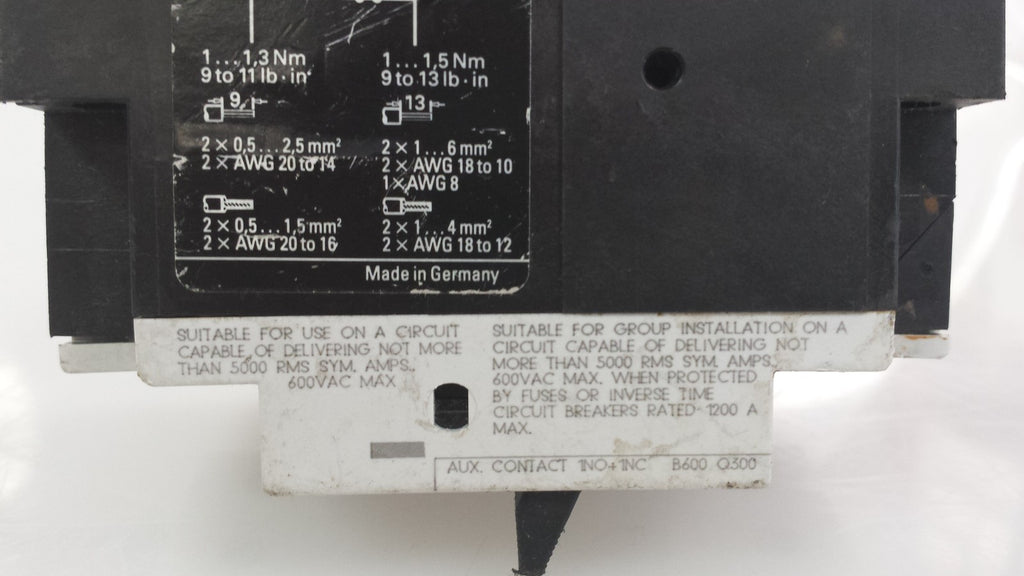 1...1,3 Nm
9 to 11 lb·in
9
2 × 0,5...2,5 mm²
2 × AWG 20 to 14
2 × 0,5...1,5 mm²
2 × AWG 20 to 16
1...1,5 Nm
9 to 13 lb·in
13
2 × 1...6 mm²
2 × AWG 18 to 10
1 × AWG 8
2 × 1...4 mm²
2 × AWG 18 to 12
Made in Germany
SUITABLE FOR USE ON A CIRCUIT
CAPABLE OF DELIVERING NOT MORE
THAN 5000 RMS SYM. AMPS.
600VAC MAX
SUITABLE FOR GROUP INSTALLATION ON A
CIRCUIT CAPABLE OF DELIVERING NOT
MORE THAN 5000 RMS SYM. AMPS.
600VAC MAX. WHEN PROTECTED
BY FUSES OR INVERSE TIME
CIRCUIT BREAKERS RATED 1200 A
MAX.
AUX. CONTACT 1NO+1NC B600 Q300